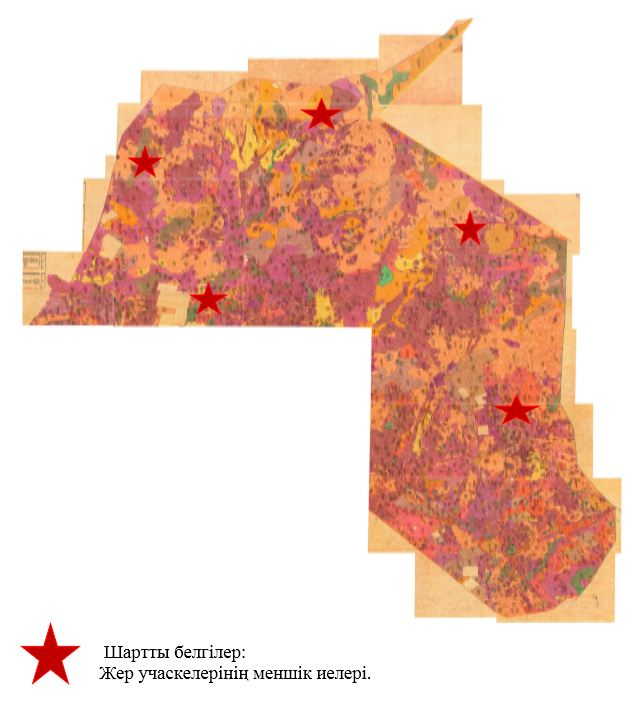 Шартты белгілер:
Жер учаскелерінің меншік иелері.